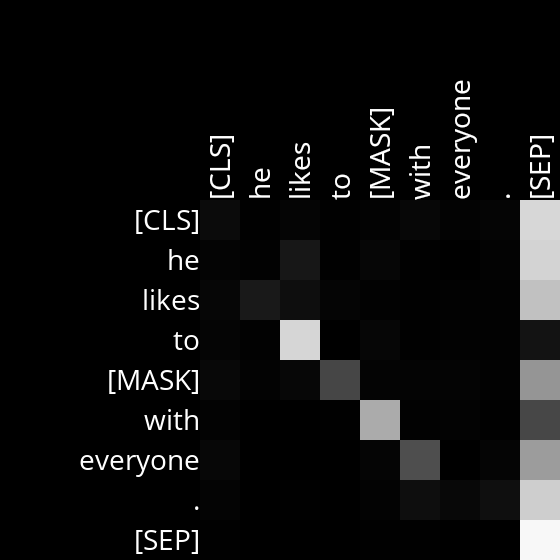 [CLS] he likes to [MASK] with everyone . [SEP]
[CLS]
he
likes
to
[MASK]
with
everyone
.
[SEP]